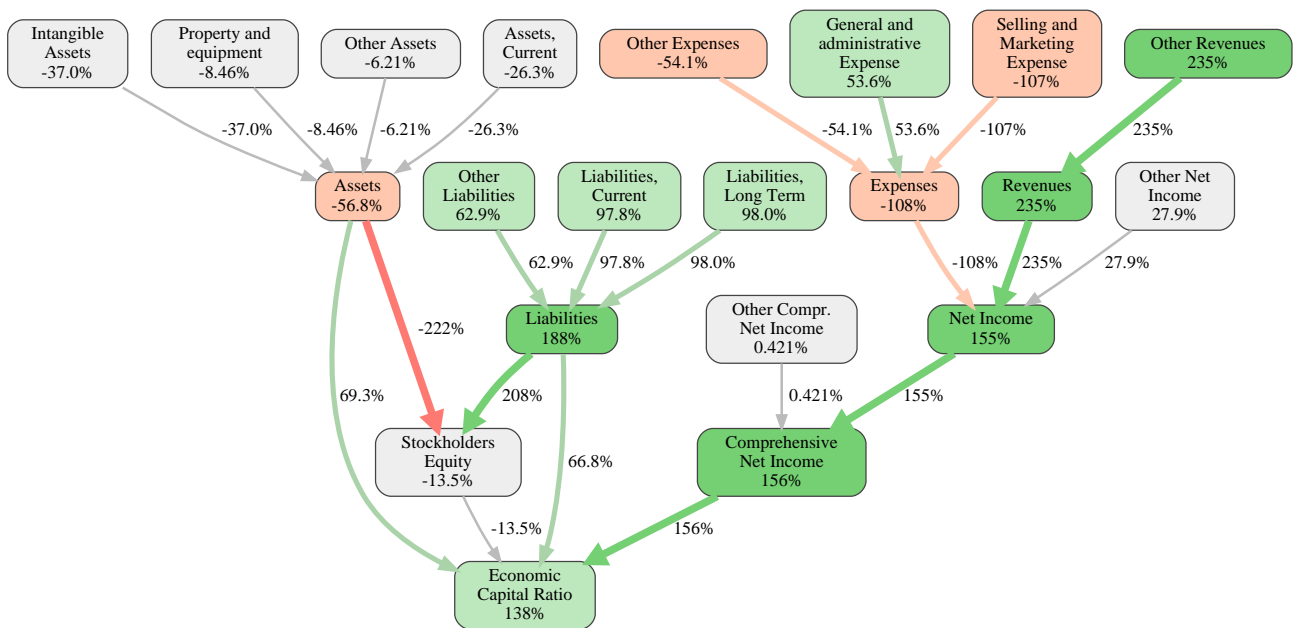 Intangible
Assets
-37.0%
Property and
equipment
-8.46%
Other Assets
-6.21%
Assets,
Current
-26.3%
Other Expenses
-54.1%
General and
administrative
Expense
53.6%
Selling and
Marketing
Expense
-107%
Other Revenues
235%
-37.0%
-8.46%
-6.21%
-26.3%
-54.1%
53.6%
-107%
235%
Assets
-56.8%
Other
Liabilities
62.9%
Liabilities,
Current
97.8%
Liabilities,
Long Term
98.0%
Expenses
-108%
Revenues
235%
Other Net
Income
27.9%
62.9%
97.8%
98.0%
-108%
235%
27.9%
Liabilities
188%
Other Compr.
Net Income
0.421%
Net Income
155%
-222%
69.3%
208%
0.421%
155%
Stockholders
Equity
-13.5%
66.8%
Comprehensive
Net Income
156%
-13.5%
156%
Economic
Capital Ratio
138%